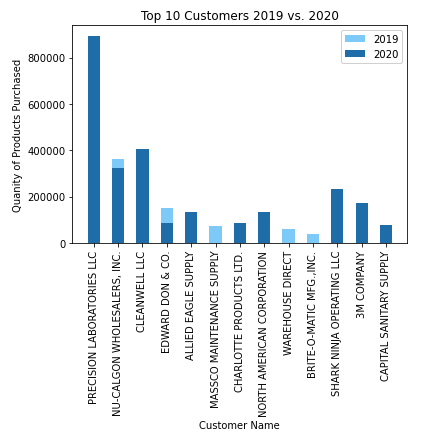 Top 10 Customers 2019 vs. 2020
2019
2020
Quanity of Products Purchased
800000
600000
400000
200000
0
PRECISION LABORATORIES LLC
NU-CALGON WHOLESALERS, INC.
CLEANWELL LLC
EDWARD DON & CO.
ALLIED EAGLE SUPPLY
MASSCO MAINTENANCE SUPPLY
CHARLOTTE PRODUCTS LTD.
NORTH AMERICAN CORPORATION
WAREHOUSE DIRECT
BRITE-O-MATIC MFG.,INC.
SHARK NINJA OPERATING LLC
3M COMPANY
CAPITAL SANITARY SUPPLY
Customer Name